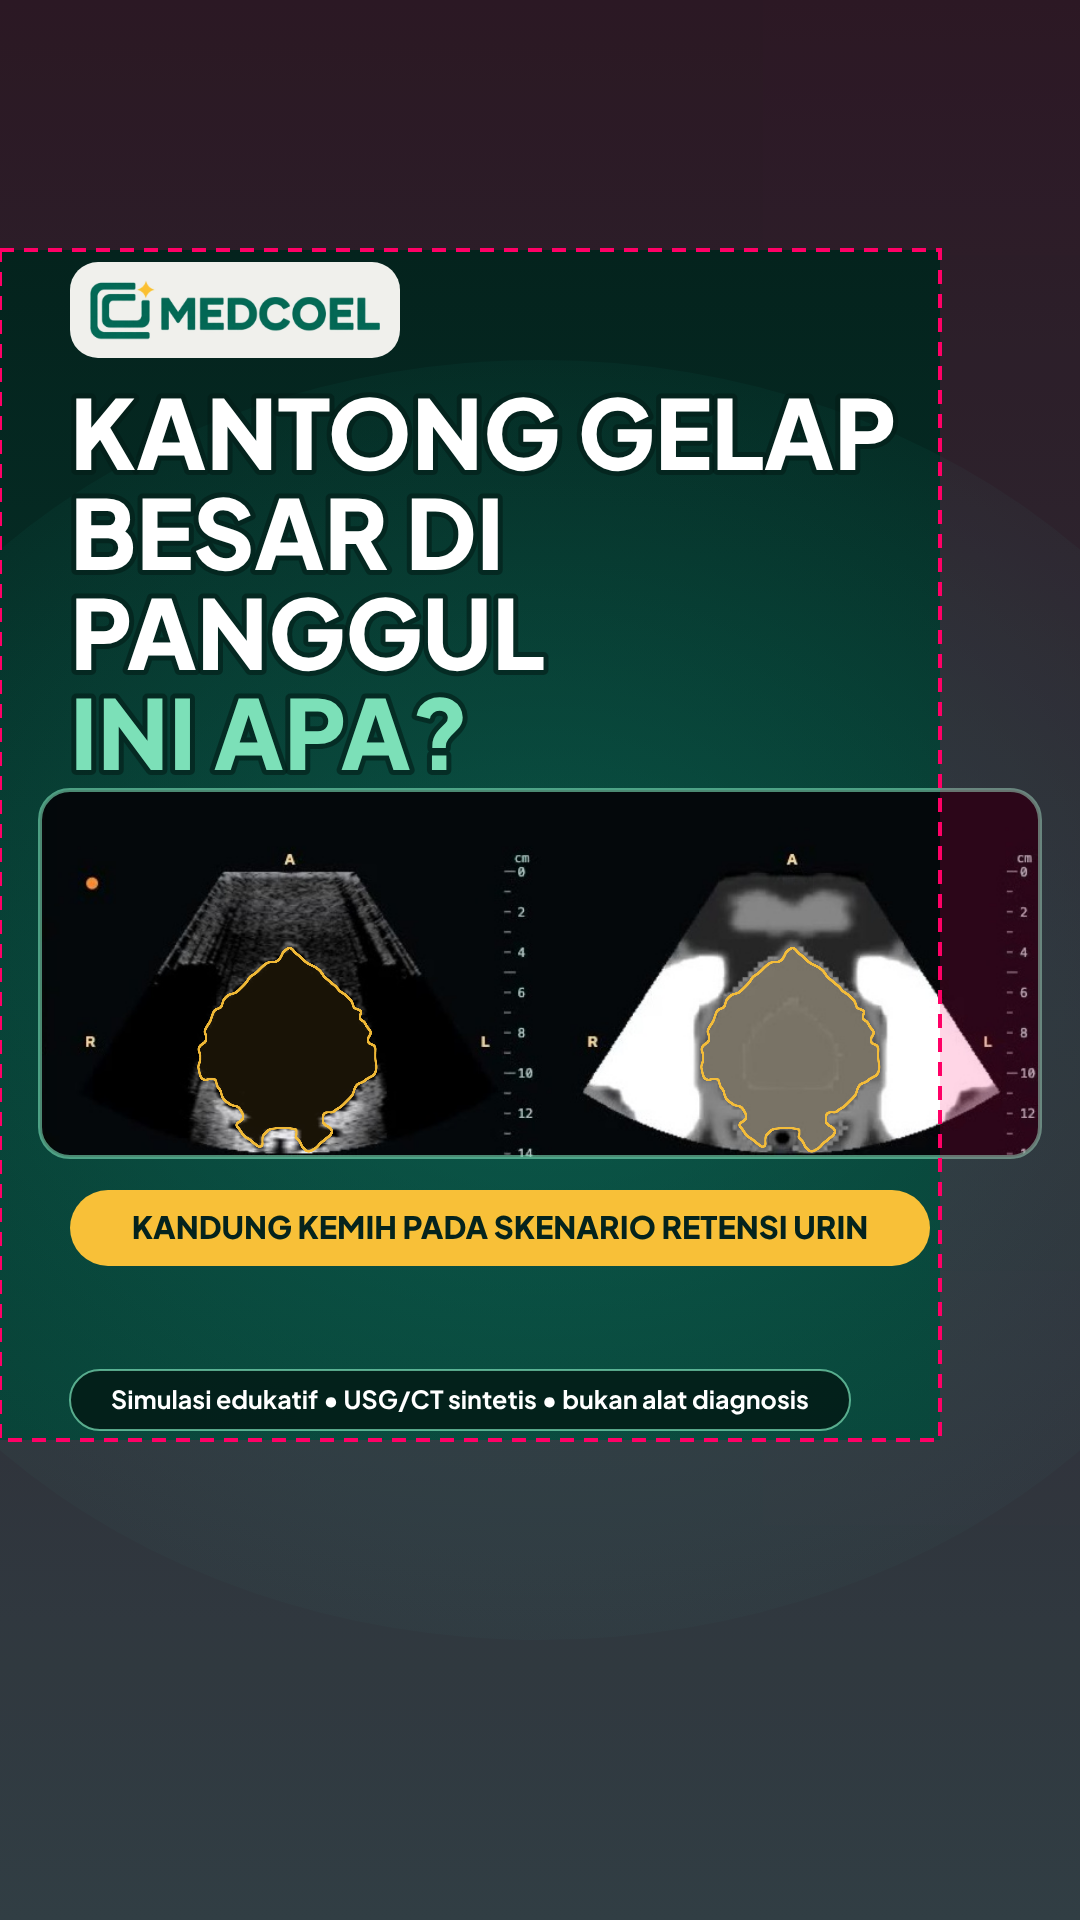 MEDCOEL
KANTONG GELAP
BESAR DI
PANGGUL
INI APA?
A
cm
0
2
4
6
8
10
12
14
R
L
A
cm
0
2
4
6
8
10
12
R
L
KANDUNG KEMIH PADA SKENARIO RETENSI URIN
Simulasi edukatif • USG/CT sintetis • bukan alat diagnosis